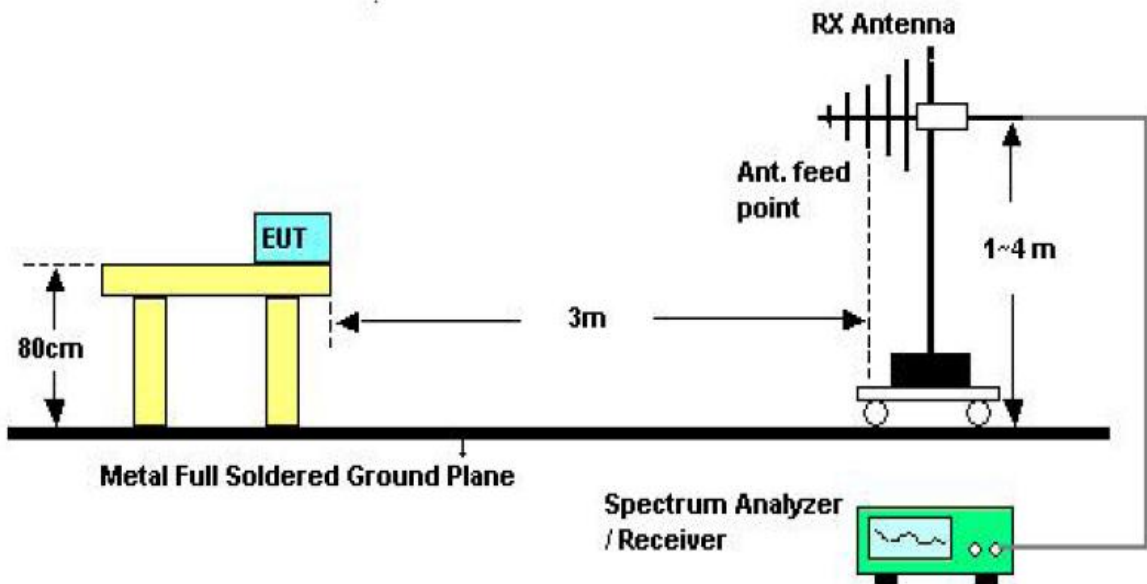 RX Antenna
Ant. feed
point
EUT
1~4 m
3m
80cm
Metal Full Soldered Ground Plane
Spectrum Analyzer
/ Receiver